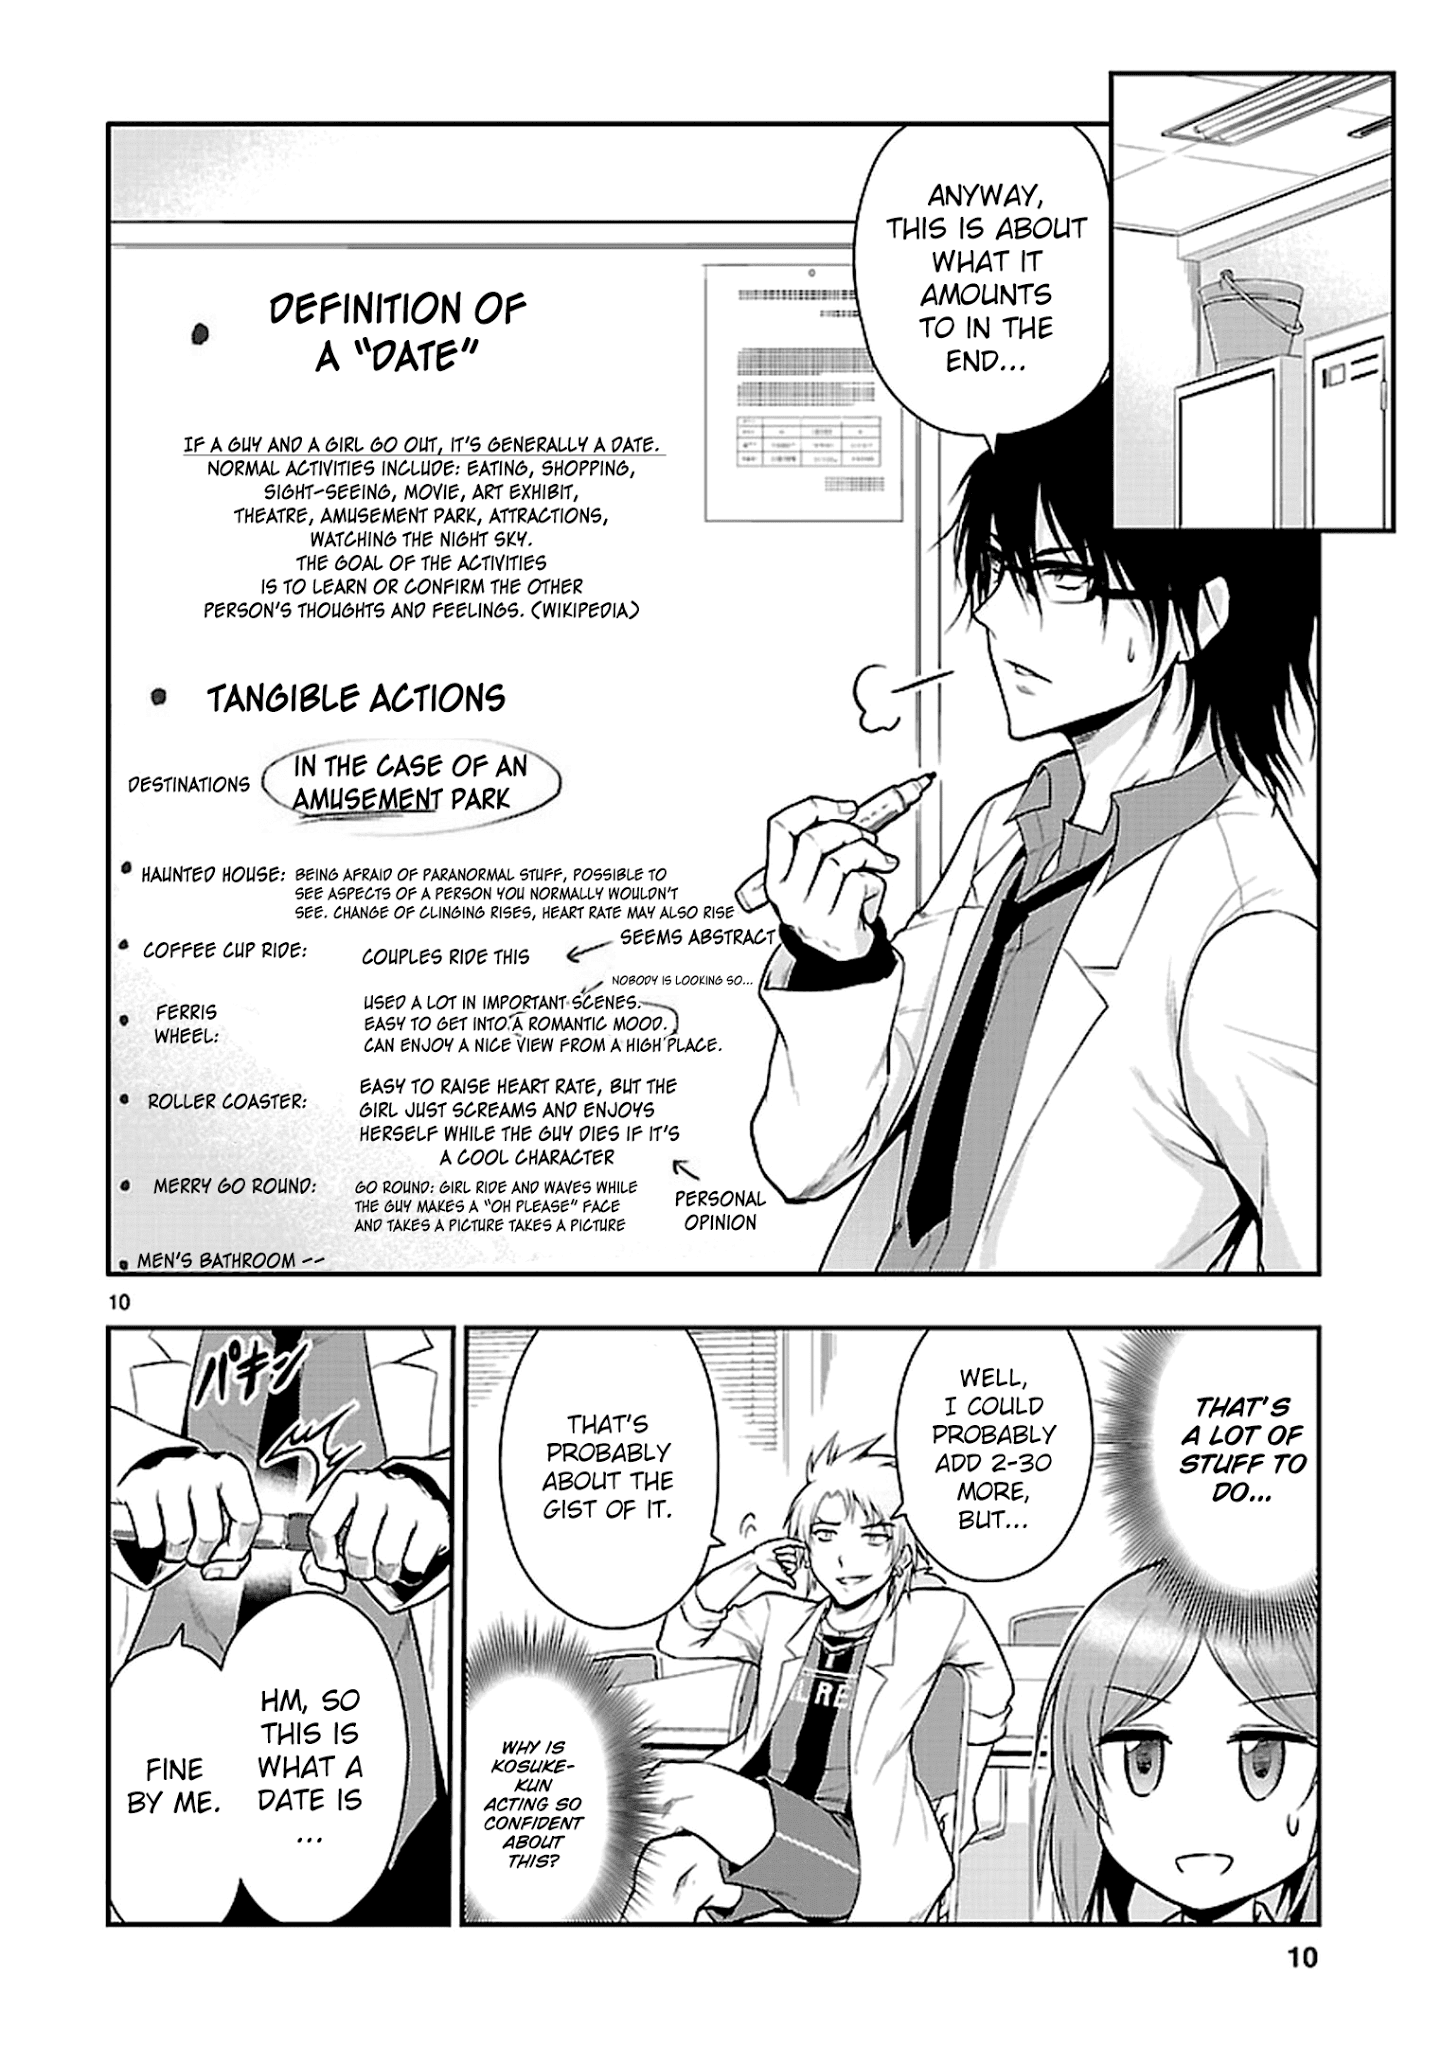 ANYWAY,
THIS IS ABOUT
WHAT IT
AMOUNTS
TO IN THE
END...
DEFINITION OF
A "DATE"
IF A GUY AND A GIRL GO OUT, IT'S GENERALLY A DATE.
NORMAL ACTIVITIES INCLUDE: EATING, SHOPPING,
SIGHT-SEEING, MOVIE, ART EXHIBIT,
THEATRE, AMUSEMENT PARK, ATTRACTIONS,
WATCHING THE NIGHT SKY.
THE GOAL OF THE ACTIVITIES
IS TO LEARN OR CONFIRM THE OTHER
PERSON'S THOUGHTS AND FEELINGS. (WIKIPEDIA)
TANGIBLE ACTIONS
DESTINATIONS
IN THE CASE OF AN
AMUSEMENT PARK
HAUNTED HOUSE:
BEING AFRAID OF PARANORMAL STUFF, POSSIBLE TO
SEE ASPECTS OF A PERSON YOU NORMALLY WOULDN'T
SEE. CHANGE OF CLINGING RISES, HEART RATE MAY ALSO RISE
COFFEE CUP RIDE:
COUPLES RIDE THIS
SEEMS ABSTRACT
NOBODY IS LOOKING SO...
FERRIS
WHEEL:
USED A LOT IN IMPORTANT SCENES.
EASY TO GET INTO A ROMANTIC MOOD.
CAN ENJOY A NICE VIEW FROM A HIGH PLACE.
ROLLER COASTER:
EASY TO RAISE HEART RATE, BUT THE
GIRL JUST SCREAMS AND ENJOYS
HERSELF WHILE THE GUY DIES IF IT'S
A COOL CHARACTER
PERSONAL
OPINION
MERRY GO ROUND:
GO ROUND: GIRL RIDE AND WAVES WHILE
THE GUY MAKES A "OH PLEASE" FACE
AND TAKES A PICTURE TAKES A PICTURE
MEN'S BATHROOM --
10
THAT'S
A LOT OF
STUFF TO
DO...
WELL,
I COULD
PROBABLY
ADD 2-30
MORE,
BUT...
THAT'S
PROBABLY
ABOUT THE
GIST OF IT.
WHY IS
KOSUKE-
KUN
ACTING SO
CONFIDENT
ABOUT
THIS?
パキン
HM, SO
THIS IS
WHAT A
DATE IS
...
FINE
BY ME.
10